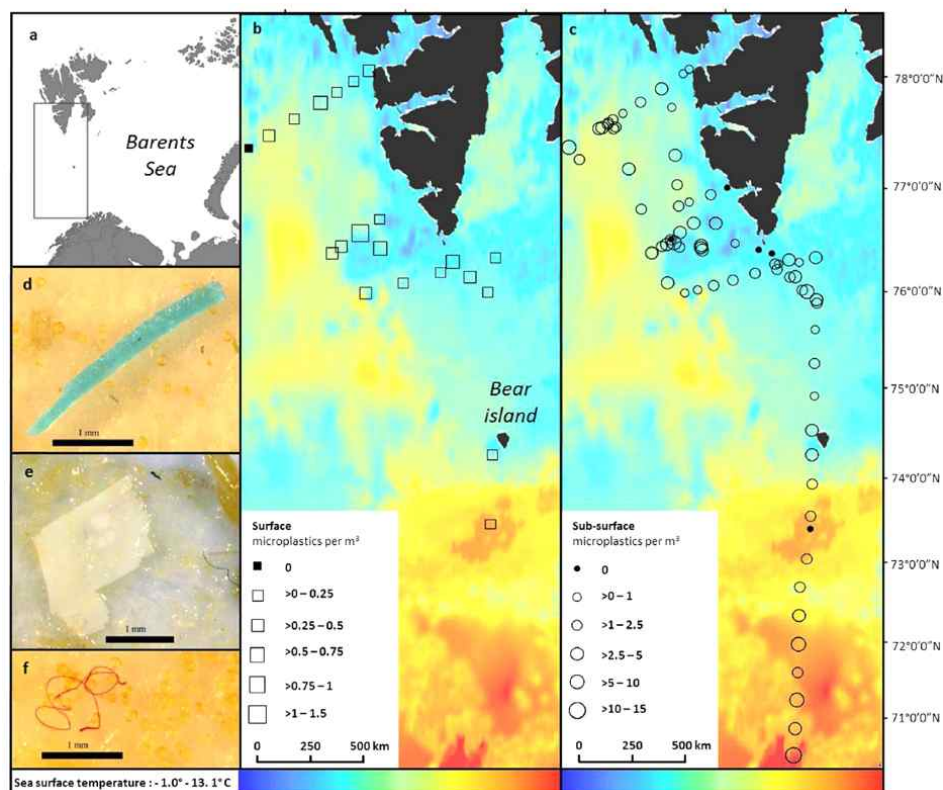 a
Barents
Sea
b
Bear
island
Surface
microplastics per m³
0
>0 – 0.25
>0.25 – 0.5
>0.5 – 0.75
>0.75 – 1
>1 – 1.5
0 500 km
c
78°0'0"N
77°0'0"N
76°0'0"N
75°0'0"N
74°0'0"N
73°0'0"N
72°0'0"N
71°0'0"N
Sub-surface
microplastics per m³
0
>0 – 1
>1 – 2.5
>2.5 – 5
>5 – 10
>10 – 15
0 500 km
d
1 mm
e
1 mm
f
1 mm
Sea surface temperature : - 1.0° - 13. 1°C